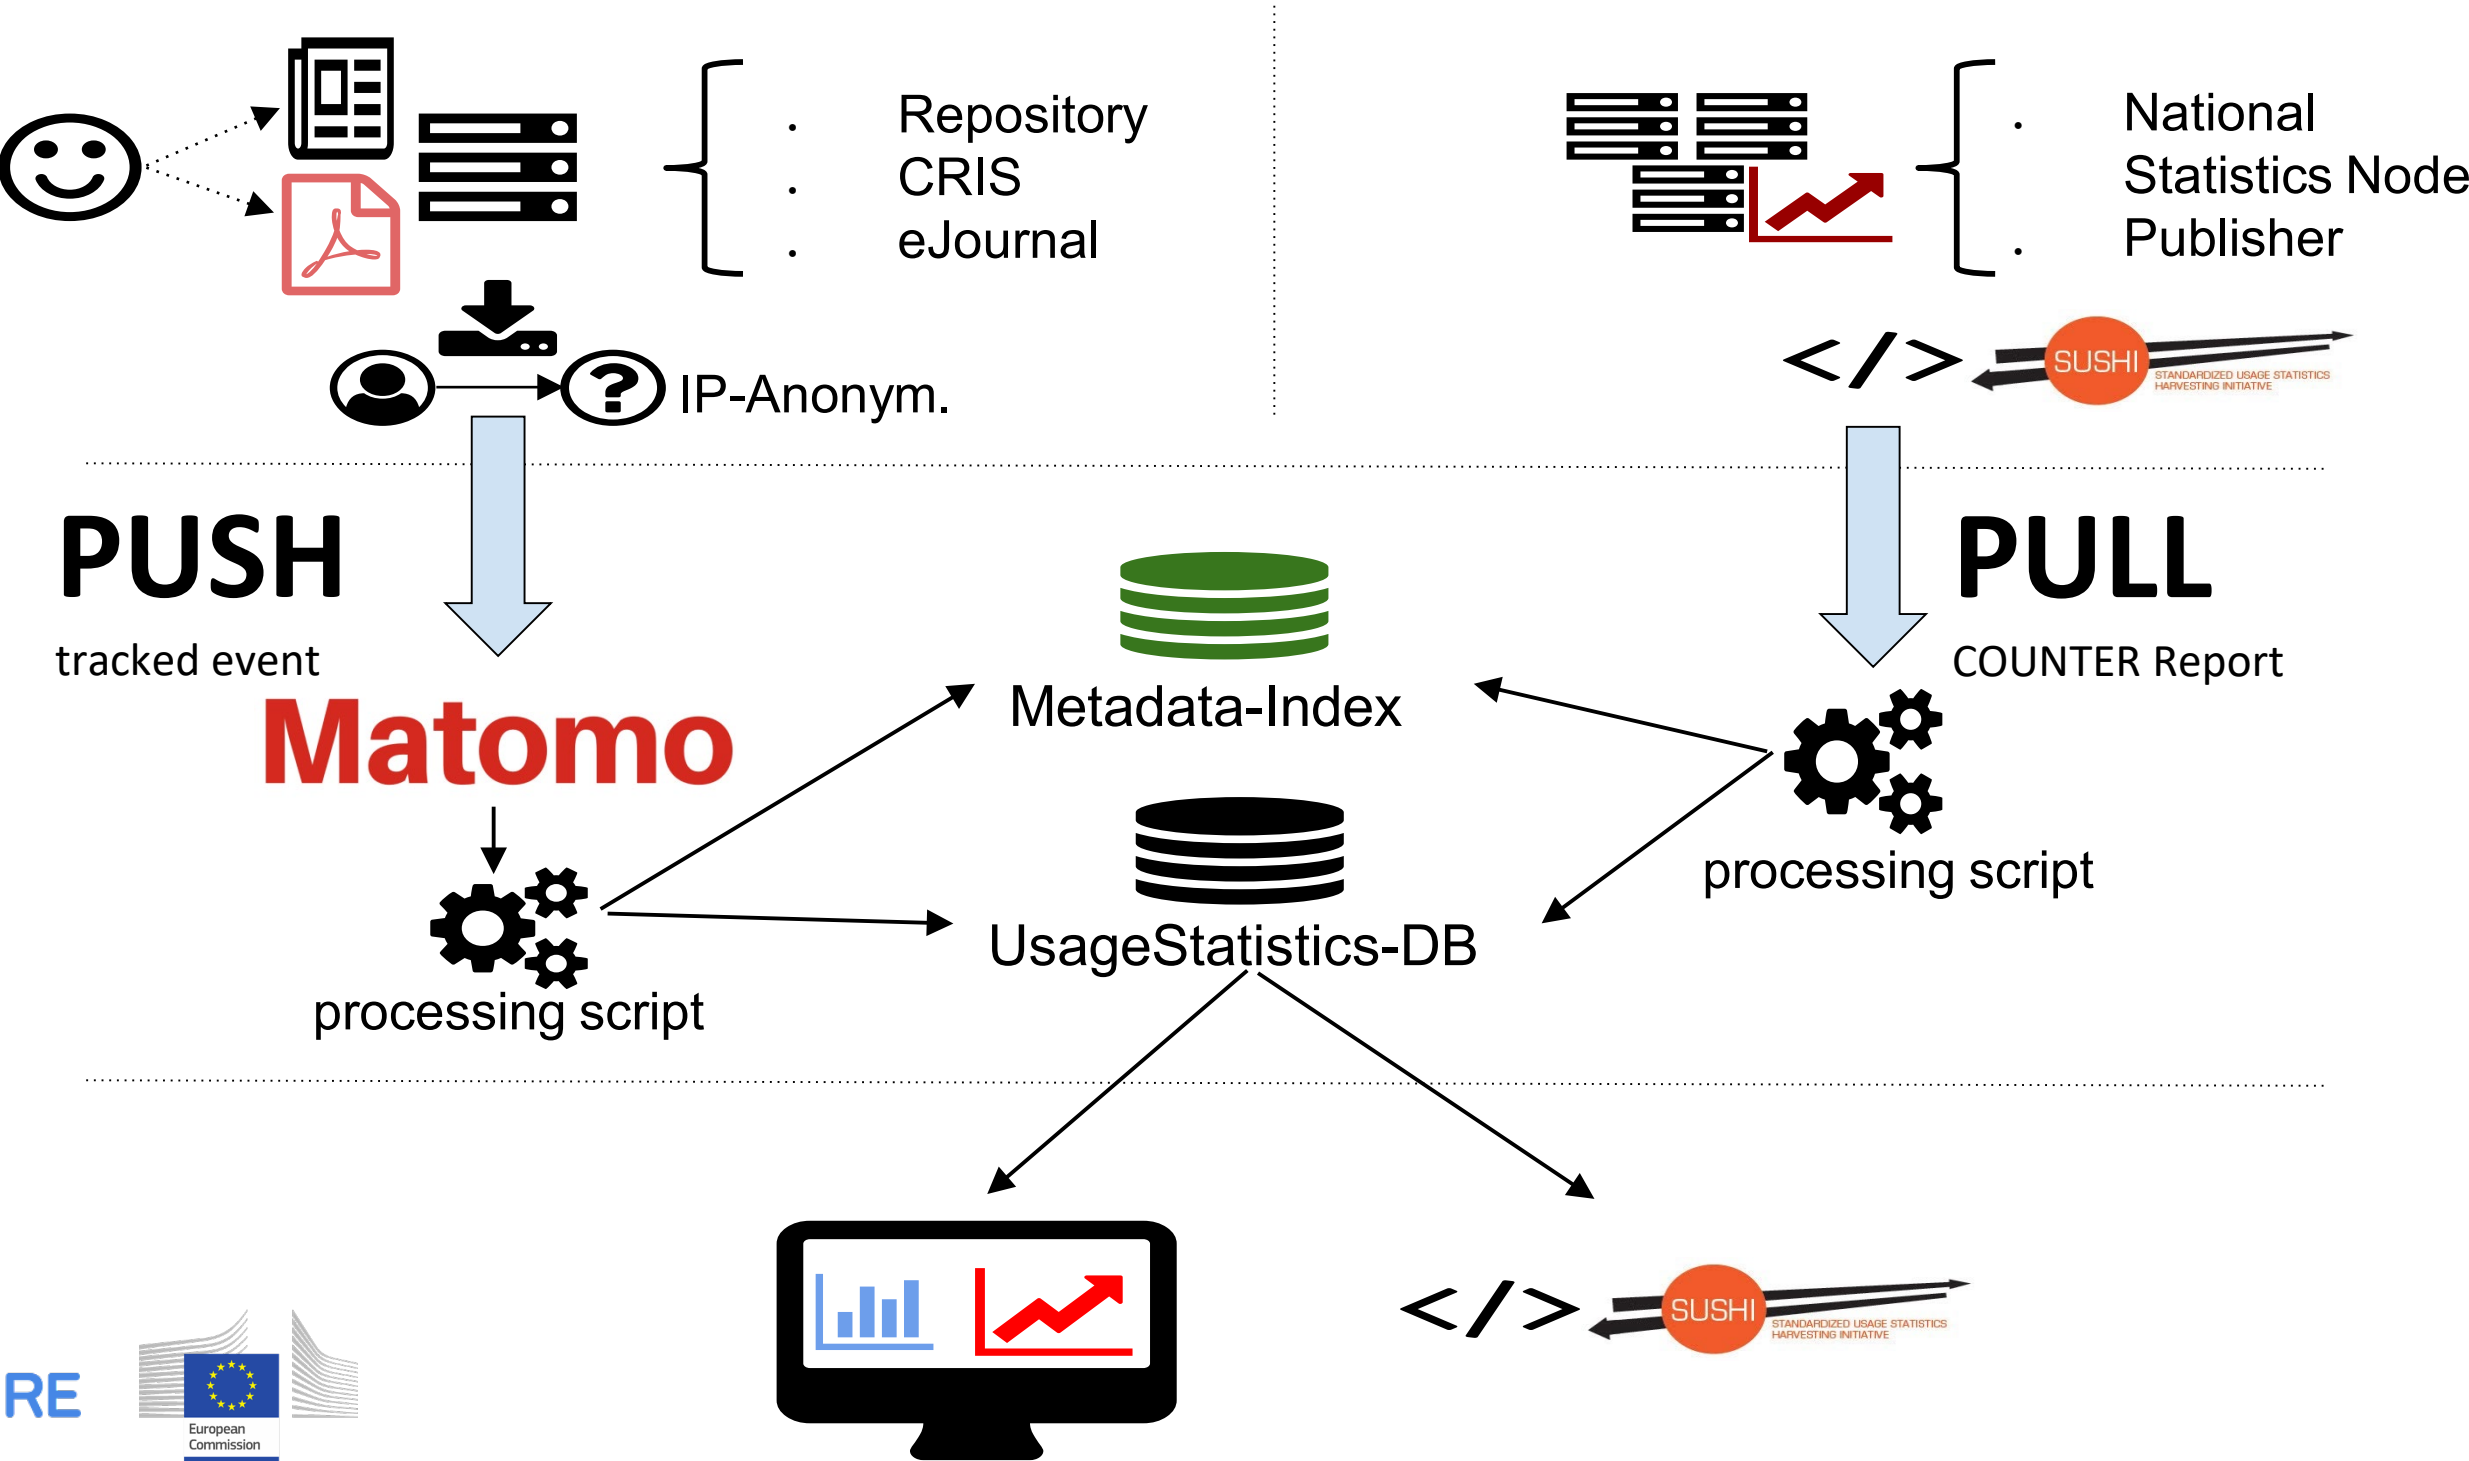 . Repository
. CRIS
. eJournal
. National
Statistics Node
. Publisher
IP-Anonym.
</>
SUSHI
STANDARDIZED USAGE STATISTICS
HARVESTING INITIATIVE
PUSH
tracked event
Matomo
processing script
Metadata-Index
UsageStatistics-DB
PULL
COUNTER Report
processing script
</>
SUSHI
STANDARDIZED USAGE STATISTICS
HARVESTING INITIATIVE
RE
European
Commission